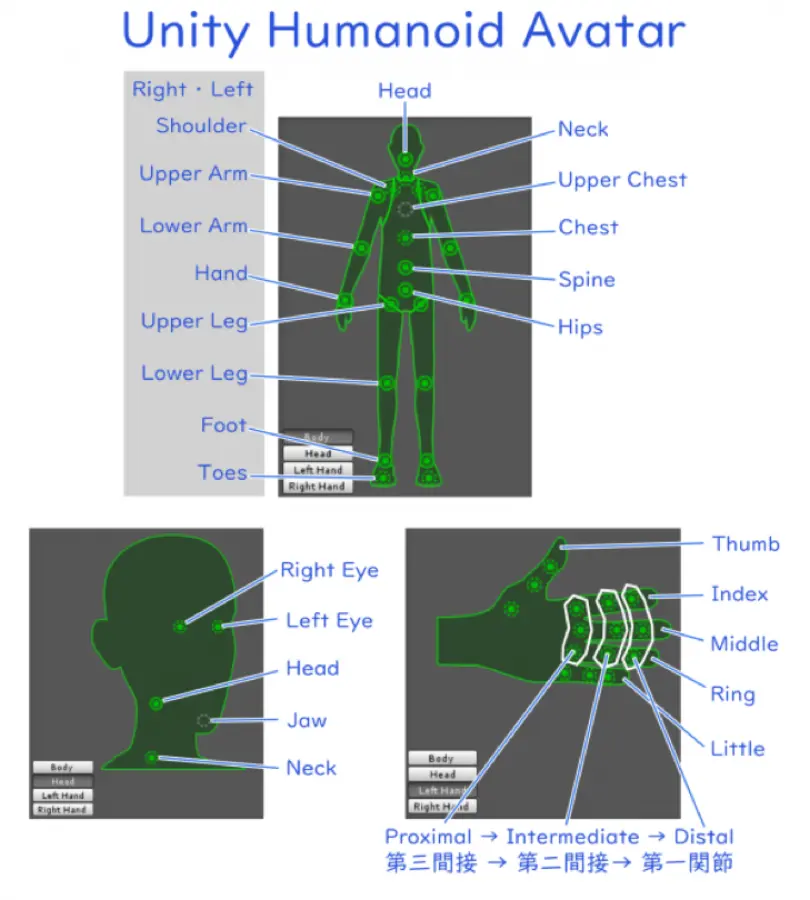 Unity Humanoid Avatar
Right・Left
Head
Shoulder
Neck
Upper Arm
Upper Chest
Lower Arm
Chest
Hand
Spine
Upper Leg
Hips
Lower Leg
Foot
Toes
Body
Head
Left Hand
Right Hand
Right Eye
Left Eye
Head
Jaw
Neck
Body
Head
Left Hand
Right Hand
Thumb
Index
Middle
Ring
Little
Body
Head
Left Hand
Right Hand
Proximal → Intermediate → Distal
第三間接 → 第二間接→ 第一関節